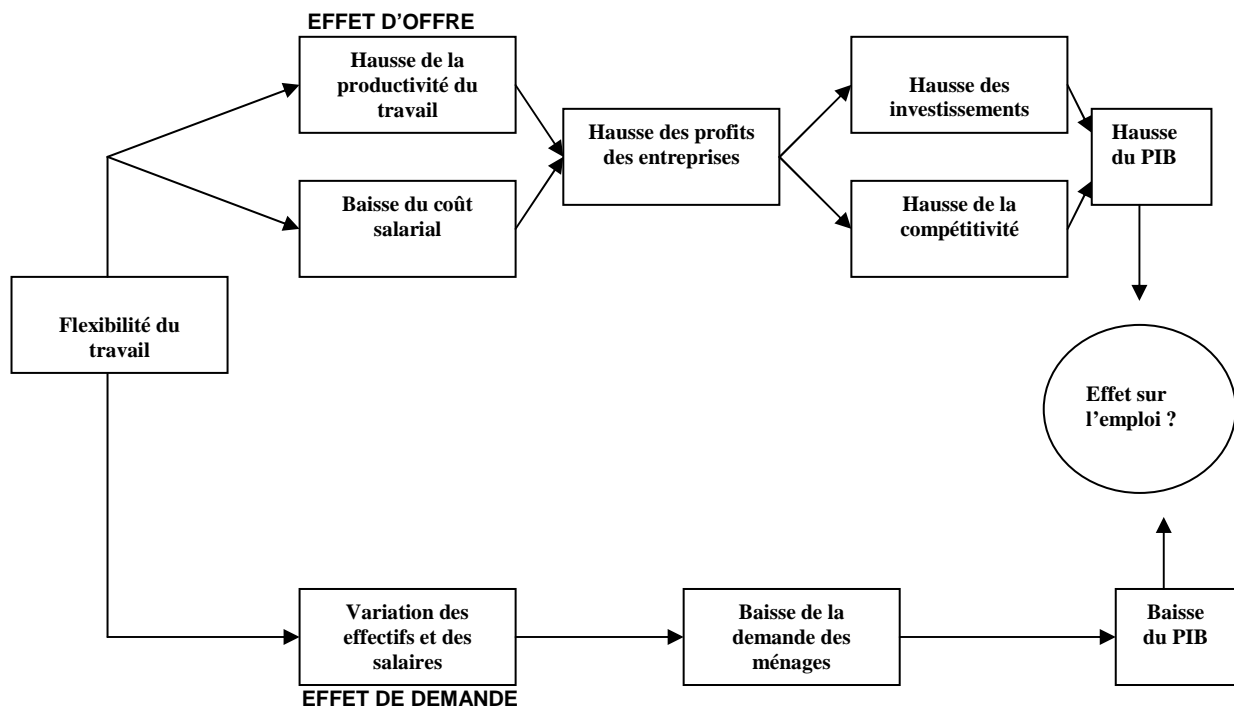 EFFET D'OFFRE
Hausse de la
productivité du
travail
Baisse du coût
salarial
Hausse des profits
des entreprises
Hausse des
investissements
Hausse de la
compétitivité
Hausse
du PIB
Flexibilité du
travail
Effet sur
l'emploi ?
Variation des
effectifs et des
salaires
EFFET DE DEMANDE
Baisse de la
demande des
ménages
Baisse
du PIB